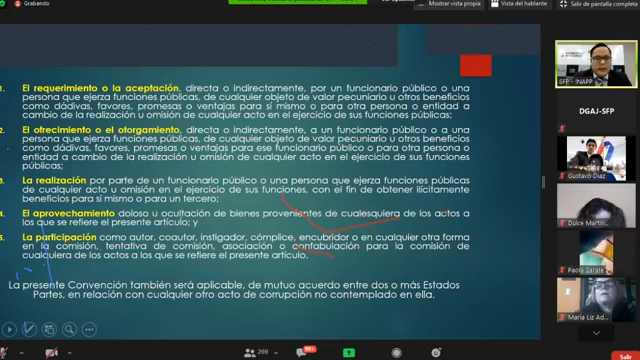 Grabando
Mostrar vista propia
Vista del hablante
Salir de pantalla completa
1. El requerimiento o la aceptación, directa o indirectamente, por un funcionario público o una
persona que ejerza funciones públicas, de cualquier objeto de valor pecuniario u otros beneficios
como dádivas, favores, promesas o ventajas para sí mismo o para otra persona o entidad a
cambio de la realización u omisión de cualquier acto en el ejercicio de sus funciones públicas;
2. El ofrecimiento o el otorgamiento, directa o indirectamente, a un funcionario público o a una
persona que ejerza funciones públicas, de cualquier objeto de valor pecuniario u otros beneficios
como dádivas, favores, promesas o ventajas para ese funcionario público o para otra persona o
entidad a cambio de la realización u omisión de cualquier acto en el ejercicio de sus funciones
públicas;
3. La realización por parte de un funcionario público o una persona que ejerza funciones públicas
de cualquier acto u omisión en el ejercicio de sus funciones, con el fin de obtener ilícitamente
beneficios para sí mismo o para un tercero;
4. El aprovechamiento doloso u ocultación de bienes provenientes de cualesquiera de los actos a
los que se refiere el presente artículo; y
5. La participación como autor, coautor, instigador, cómplice, encubridor o en cualquier otra forma
en la comisión, tentativa de comisión, asociación o confabulación para la comisión de
cualquiera de los actos a los que se refiere el presente artículo.
La presente Convención también será aplicable, de mutuo acuerdo entre dos o más Estados
Partes, en relación con cualquier otro acto de corrupción no contemplado en ella.
SFP - INAPP
DGAJ-SFP
Gustavo Diaz
Dulce Martin
Paola Zarate
Maria Liz Ad...
269
99+
Salir